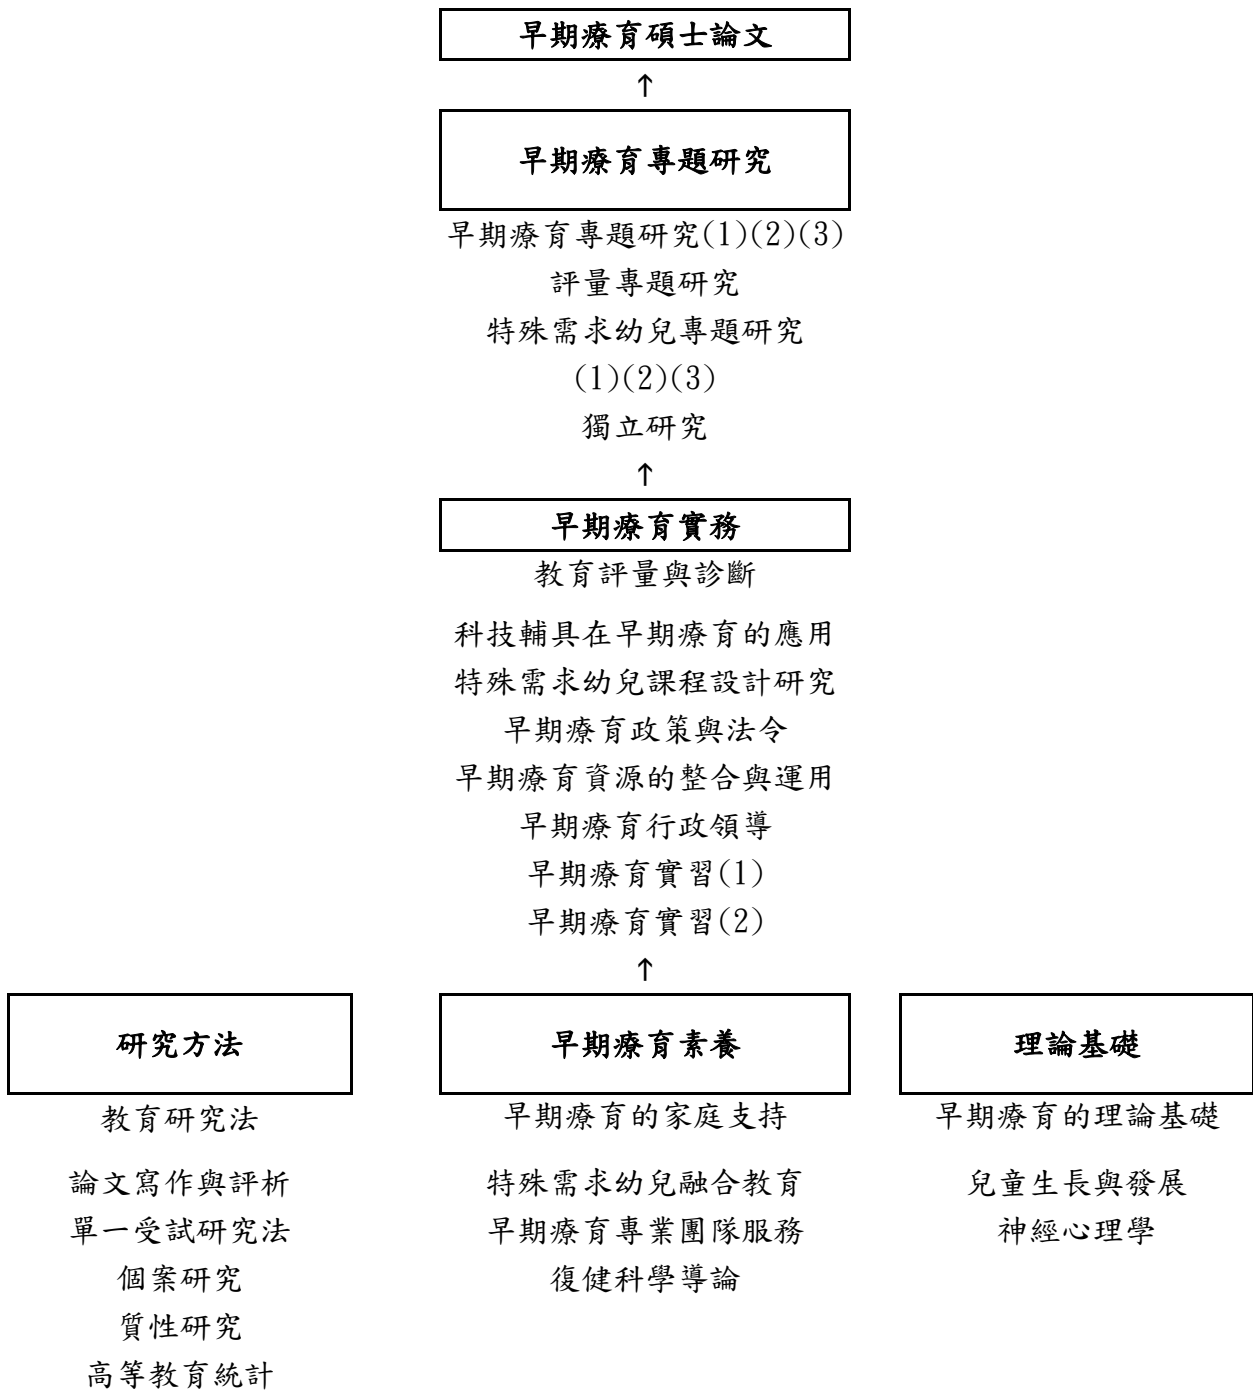 早期療育碩士論文
↑
早期療育專題研究
早期療育專題研究(1)(2)(3)
評量專題研究
特殊需求幼兒專題研究
(1)(2)(3)
獨立研究
↑
早期療育實務
教育評量與診斷
科技輔具在早期療育的應用
特殊需求幼兒課程設計研究
早期療育政策與法令
早期療育資源的整合與運用
早期療育行政領導
早期療育實習(1)
早期療育實習(2)
↑
研究方法
教育研究法
論文寫作與評析
單一受試研究法
個案研究
質性研究
高等教育統計
早期療育素養
早期療育的家庭支持
特殊需求幼兒融合教育
早期療育專業團隊服務
復健科學導論
理論基礎
早期療育的理論基礎
兒童生長與發展
神經心理學